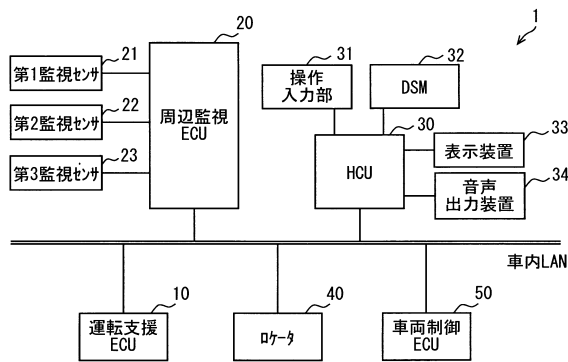 1
20
21
第1監視ｾﾝｻ
22
第2監視ｾﾝｻ
23
第3監視ｾﾝｻ
周辺監視
ECU
31
操作
入力部
32
DSM
30
HCU
33
表示装置
34
音声
出力装置
車内LAN
10
運転支援
ECU
40
ﾛｹｰﾀ
50
車両制御
ECU